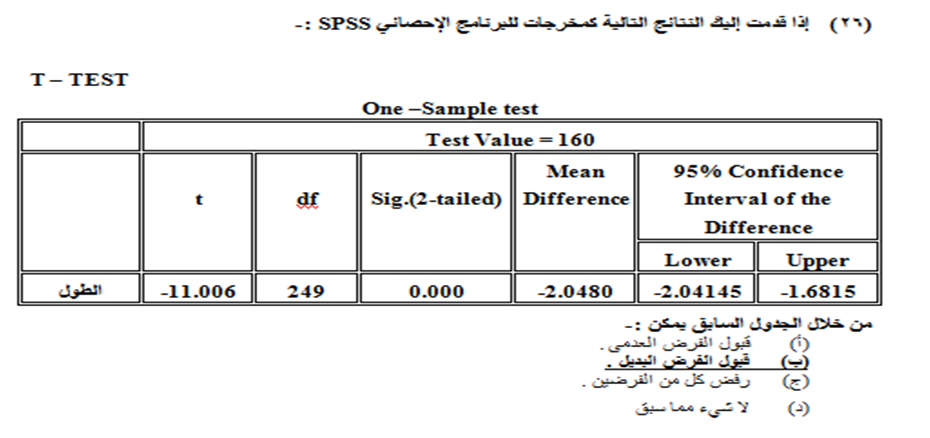 (٢٦) إذا قدمت إليك النتائج التالية كمخرجات للبرنامج الإحصائي SPSS :-
T – TEST
One –Sample test
Test Value = 160
t df Sig.(2-tailed) Mean Difference 95% Confidence Interval of the Difference
Lower Upper
الطول -11.006 249 0.000 -2.0480 -2.04145 -1.6815
من خلال الجدول السابق يمكن :-
(أ) قبول الفرض العدمى .
(ب) قبول الفرض البديل .
(ج) رفض كل من الفرضين .
(د) لا شيء مما سبق